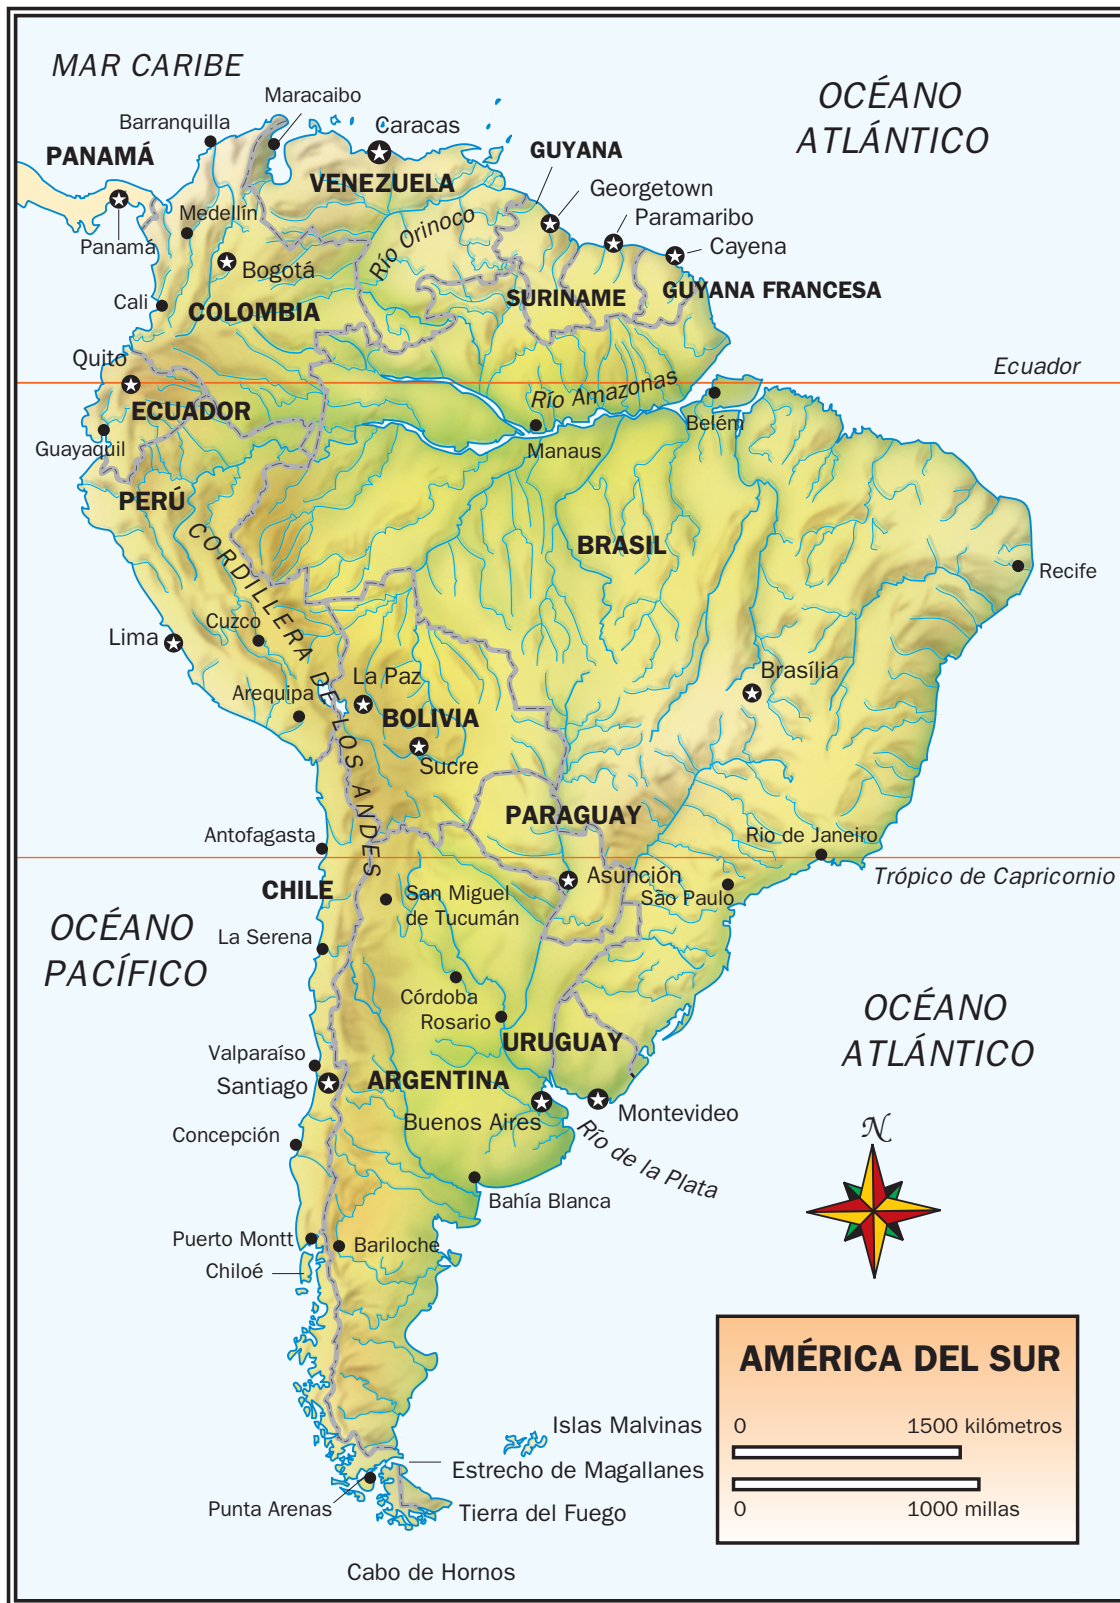 MAR CARIBE
OCÉANO
ATLÁNTICO
Maracaibo
Barranquilla
Caracas
PANAMÁ
GUYANA
VENEZUELA
Georgetown
Medellín
Río Orinoco
Paramaribo
Panamá
Cayena
Bogotá
Cali
COLOMBIA
SURINAME
GUYANA FRANCESA
Quito
Ecuador
Río Amazonas
ECUADOR
Belém
Guayaquil
Manaus
PERÚ
CORDILLERA DE LOS ANDES
BRASIL
Recife
Cuzco
Lima
La Paz
Brasília
Arequipa
BOLIVIA
Sucre
PARAGUAY
Antofagasta
Rio de Janeiro
Asunción
Trópico de Capricornio
CHILE
San Miguel
de Tucumán
São Paulo
OCÉANO
PACÍFICO
La Serena
Córdoba
Rosario
OCÉANO
ATLÁNTICO
URUGUAY
Valparaíso
Santiago
ARGENTINA
Buenos Aires
Montevideo
Concepción
Río de la Plata
N
Bahía Blanca
Puerto Montt
Bariloche
Chiloé
AMÉRICA DEL SUR
0 1500 kilómetros
0 1000 millas
Islas Malvinas
Estrecho de Magallanes
Punta Arenas
Tierra del Fuego
Cabo de Hornos